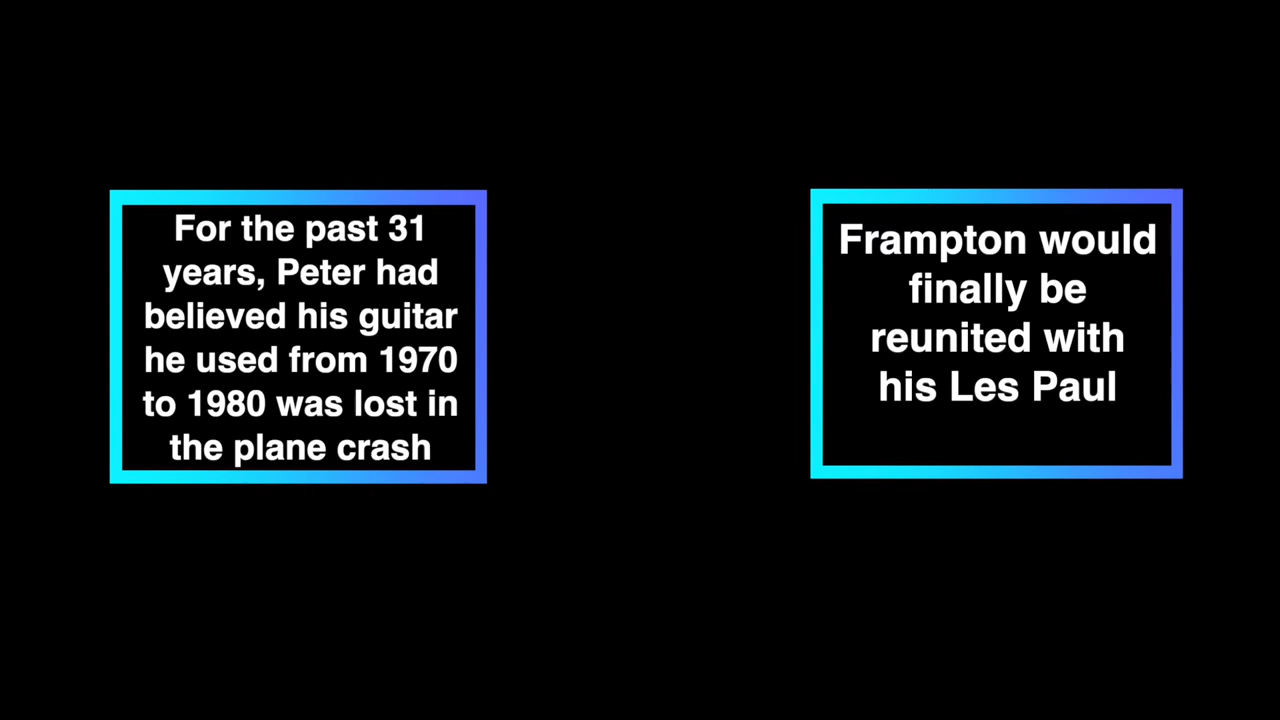 For the past 31
years, Peter had
believed his guitar
he used from 1970
to 1980 was lost in
the plane crash
Frampton would
finally be
reunited with
his Les Paul